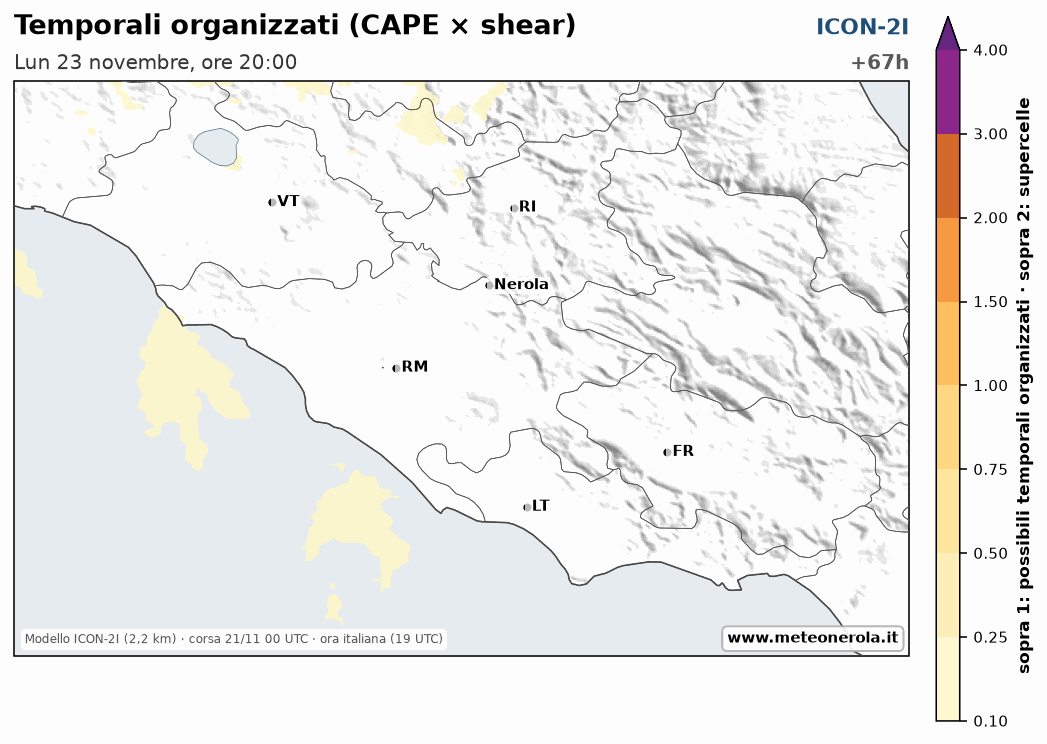 Temporali organizzati (CAPE × shear)
ICON-2I
Lun 23 novembre, ore 20:00
+67h
VT
RI
Nerola
RM
FR
LT
Modello ICON-2I (2,2 km) · corsa 21/11 00 UTC · ora italiana (19 UTC)
www.meteonerola.it
4.00
3.00
2.00
1.50
1.00
0.75
0.50
0.25
0.10
sopra 1: possibili temporali organizzati · sopra 2: supercelle